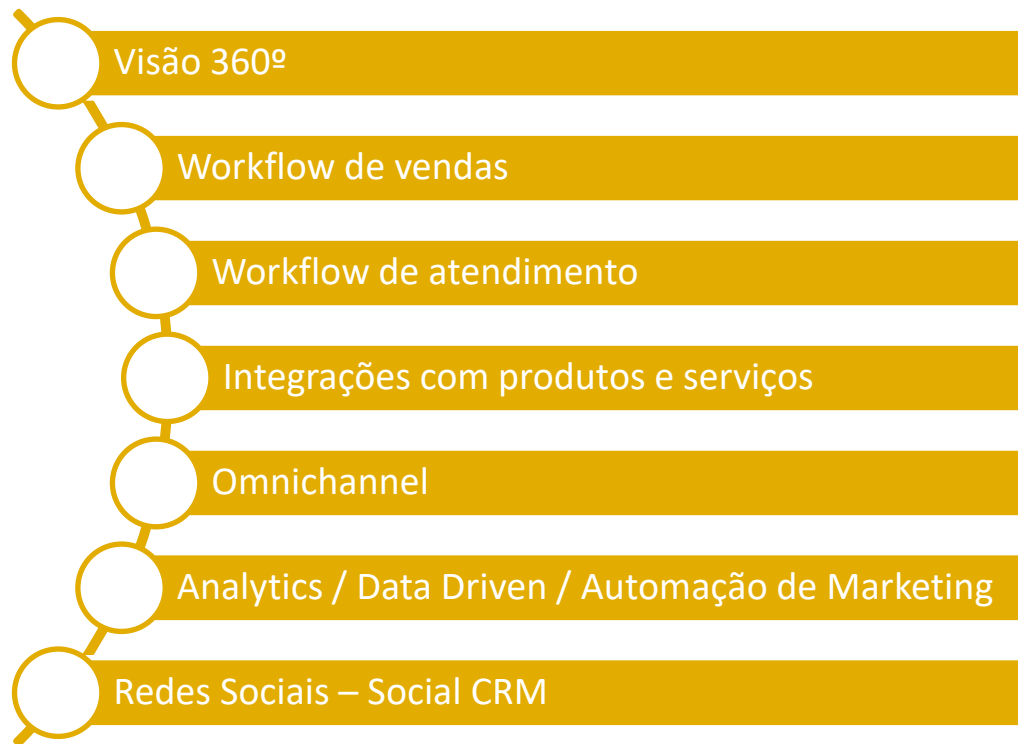 Visão 360º
Workflow de vendas
Workflow de atendimento
Integrações com produtos e serviços
Omnichannel
Analytics / Data Driven / Automação de Marketing
Redes Sociais – Social CRM